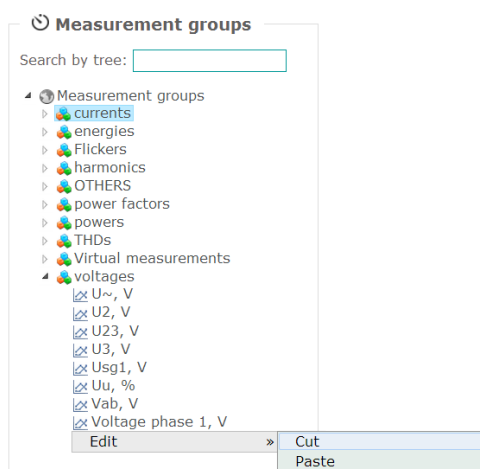 Measurement groups
Search by tree:
Measurement groups
currents
energies
Flickers
harmonics
OTHERS
power factors
powers
THDs
Virtual measurements
voltages
U~, V
U2, V
U23, V
U3, V
Usg1, V
Uu, %
Vab, V
Voltage phase 1, V
Edit » Cut
Paste